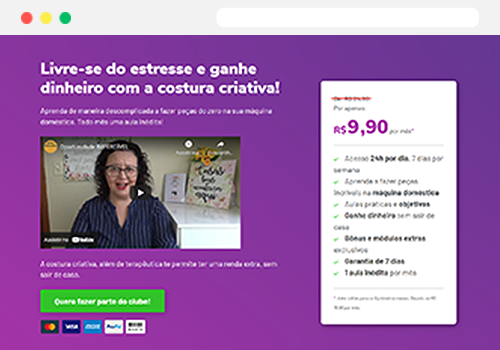 Livre-se do estresse e ganhe
dinheiro com a costura criativa!
Aprenda de maneira descomplicada a fazer peças do zero na sua máquina
doméstica. Todo mês uma aula inédita!
Assistir no YouTube
A costura criativa, além de terapêutica te permite ter uma renda extra, sem
sair de casa.
Quero fazer parte do clube!
VISA
PayPal
Por apenas
R$9,90 por mês*
Acesso 24h por dia, 7 dias por
semana
Aprenda a fazer peças
incríveis na máquina doméstica
Aulas práticas e objetivas
Ganhe dinheiro sem sair de
casa
Bônus e módulos extras
exclusivos
Garantia de 7 dias
1 aula inédita por mês